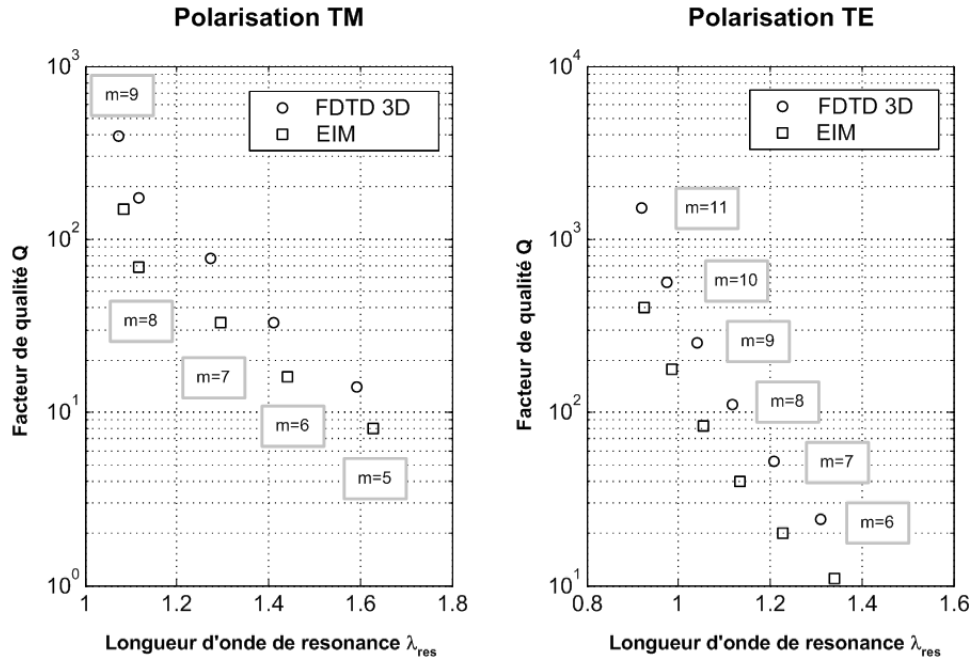 Polarisation TM
Facteur de qualité Q
10³
10²
10¹
10⁰
FDTD 3D
EIM
m=9
m=8
m=7
m=6
m=5
1 1.2 1.4 1.6 1.8
Longueur d'onde de resonance λres
Polarisation TE
Facteur de qualité Q
10⁴
10³
10²
10¹
FDTD 3D
EIM
m=11
m=10
m=9
m=8
m=7
m=6
0.8 1 1.2 1.4 1.6
Longueur d'onde de resonance λres